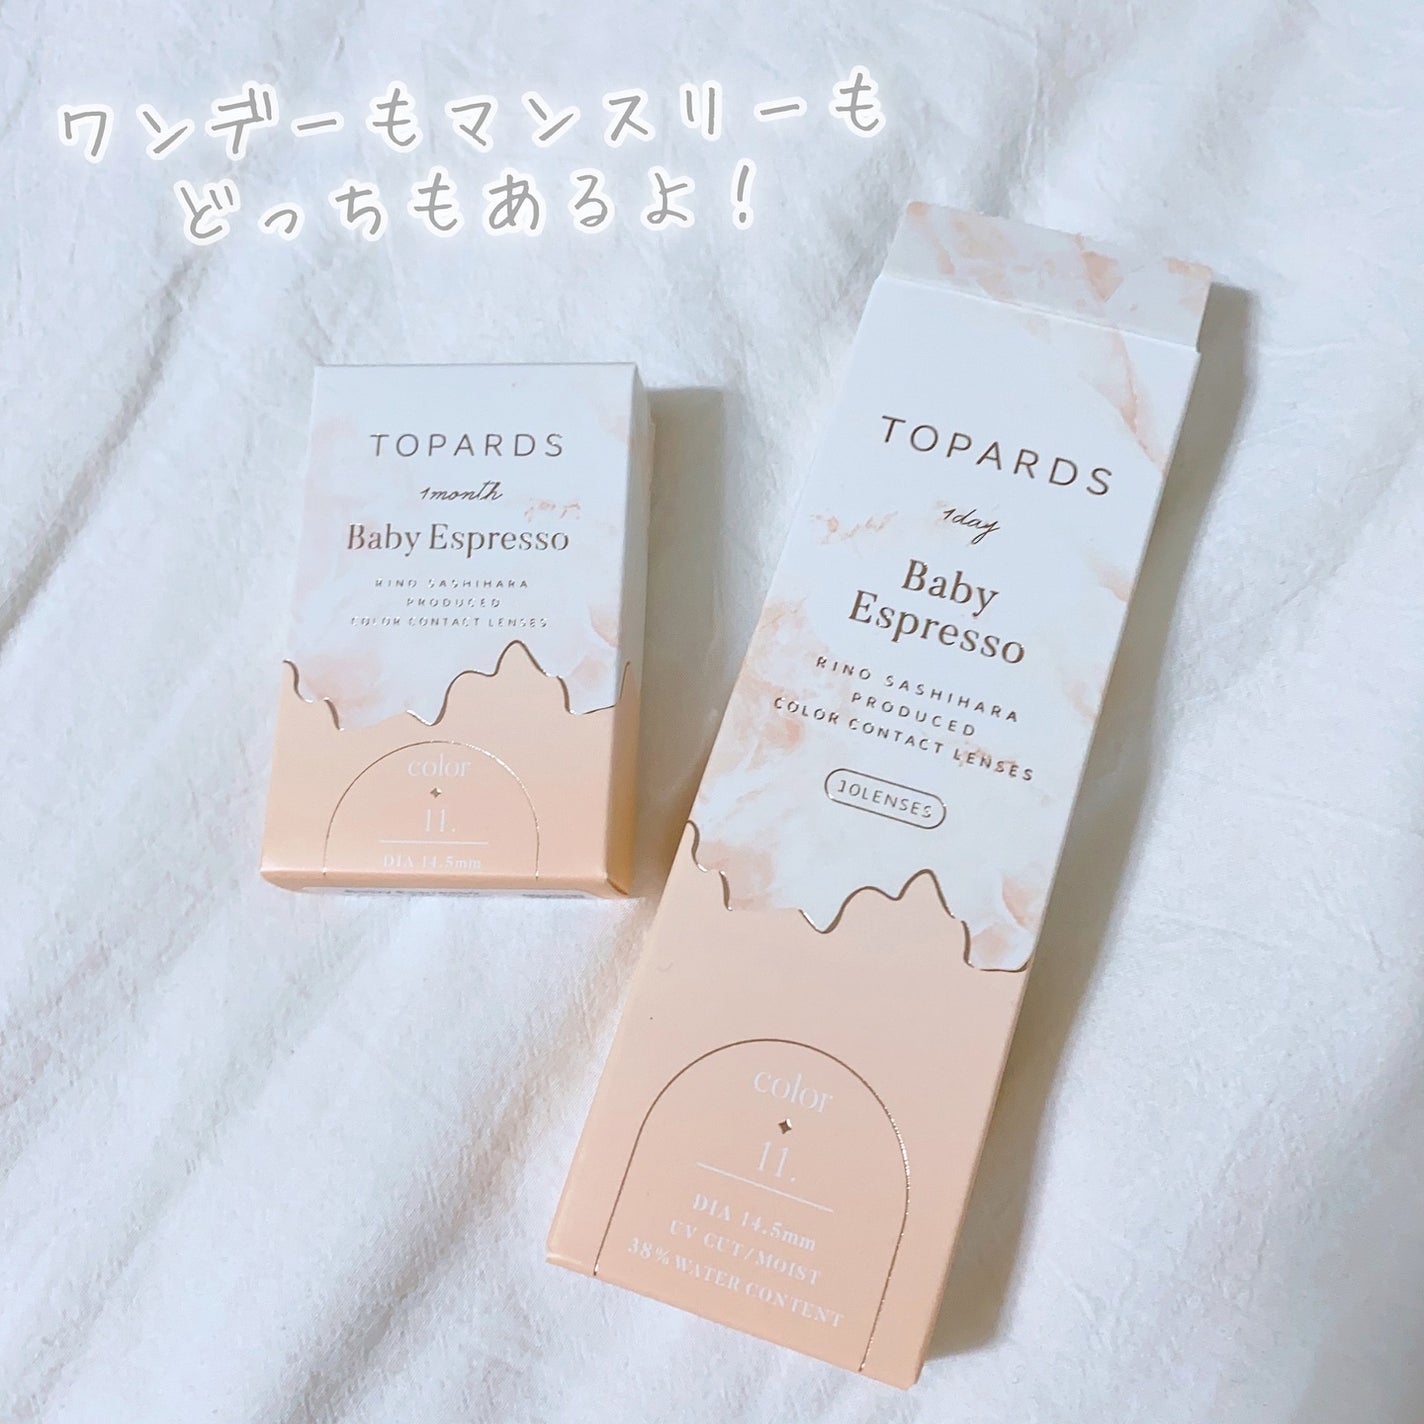 ワンデーもマンスリーも
どっちもあるよ！
TOPARDS
1month
Baby Espresso
RINO SASHIHARA
PRODUCED
COLOR CONTACT LENSES
color
11.
DIA 14.5mm
TOPARDS
1day
Baby
Espresso
RINO SASHIHARA
PRODUCED
COLOR CONTACT LENSES
10LENSES
color
11.
DIA 14.5mm
UV CUT/MOIST
38% WATER CONTENT